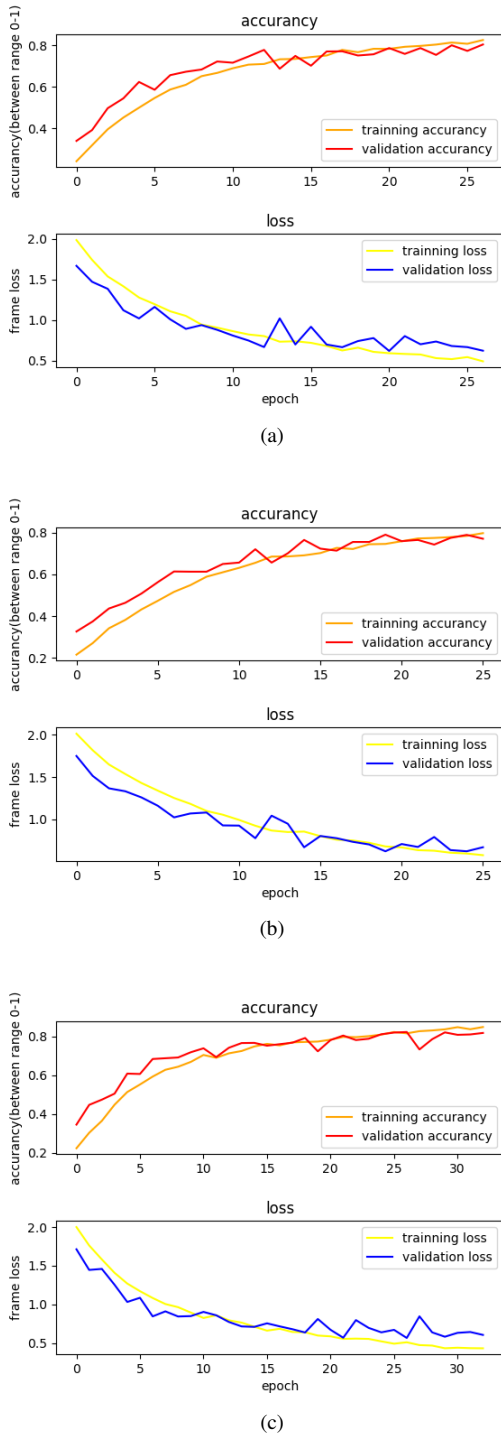 accurancy
accurancy(between range 0-1)
0.8
0.6
0.4
trainning accurancy
validation accurancy
0 5 10 15 20 25
loss
frame loss
2.0
1.5
1.0
0.5
trainning loss
validation loss
0 5 10 15 20 25
epoch
(a)
accurancy
accurancy(between range 0-1)
0.8
0.6
0.4
0.2
trainning accurancy
validation accurancy
0 5 10 15 20 25
loss
frame loss
2.0
1.5
1.0
trainning loss
validation loss
0 5 10 15 20 25
epoch
(b)
accurancy
accurancy(between range 0-1)
0.8
0.6
0.4
0.2
trainning accurancy
validation accurancy
0 5 10 15 20 25 30
loss
frame loss
2.0
1.5
1.0
0.5
trainning loss
validation loss
0 5 10 15 20 25 30
epoch
(c)